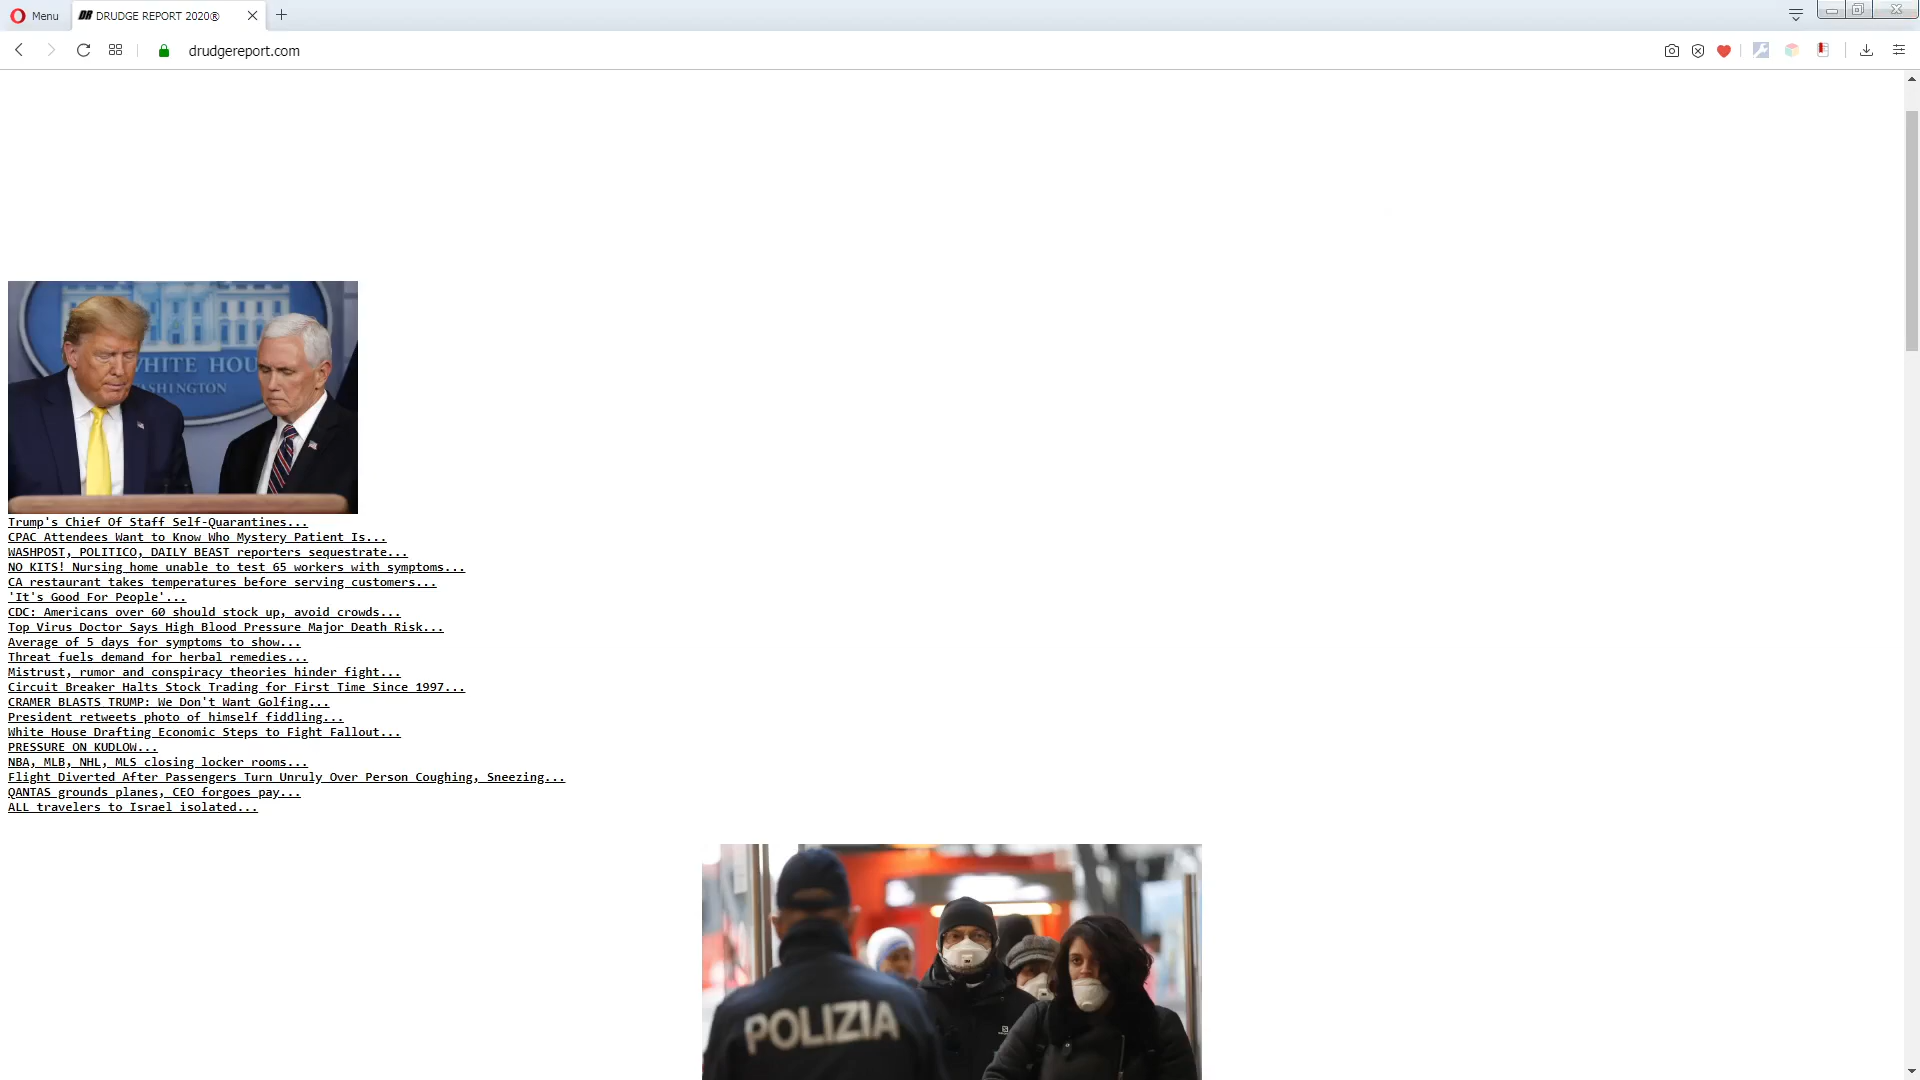 Menu
DR DRUDGE REPORT 2020®
drudgereport.com
WHITE HOU
WASHINGTON
Trump's Chief Of Staff Self-Quarantines...
CPAC Attendees Want to Know Who Mystery Patient Is...
WASHPOST, POLITICO, DAILY BEAST reporters sequestrate...
NO KITS! Nursing home unable to test 65 workers with symptoms...
CA restaurant takes temperatures before serving customers...
'It's Good For People'...
CDC: Americans over 60 should stock up, avoid crowds...
Top Virus Doctor Says High Blood Pressure Major Death Risk...
Average of 5 days for symptoms to show...
Threat fuels demand for herbal remedies...
Mistrust, rumor and conspiracy theories hinder fight...
Circuit Breaker Halts Stock Trading for First Time Since 1997...
CRAMER BLASTS TRUMP: We Don't Want Golfing...
President retweets photo of himself fiddling...
White House Drafting Economic Steps to Fight Fallout...
PRESSURE ON KUDLOW...
NBA, MLB, NHL, MLS closing locker rooms...
Flight Diverted After Passengers Turn Unruly Over Person Coughing, Sneezing...
QANTAS grounds planes, CEO forgoes pay...
ALL travelers to Israel isolated...
POLIZIA